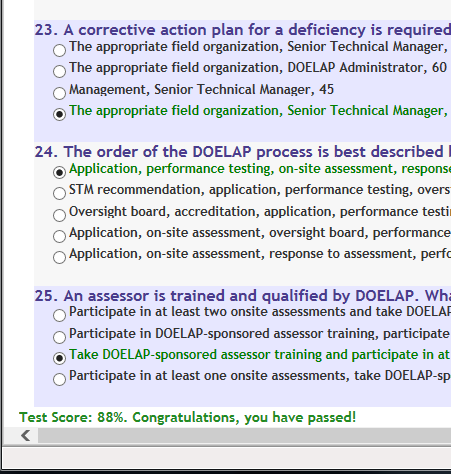 23. A corrective action plan for a deficiency is required
The appropriate field organization, Senior Technical Manager,
The appropriate field organization, DOELAP Administrator, 60
Management, Senior Technical Manager, 45
The appropriate field organization, Senior Technical Manager,
24. The order of the DOELAP process is best described
Application, performance testing, on-site assessment, response
STM recommendation, application, performance testing, overs
Oversight board, accreditation, application, performance testi
Application, on-site assessment, oversight board, performance
Application, on-site assessment, response to assessment, perfo
25. An assessor is trained and qualified by DOELAP. Wha
Participate in at least two onsite assessments and take DOELAP
Participate in DOELAP-sponsored assessor training, participate
Take DOELAP-sponsored assessor training and participate in at
Participate in at least one onsite assessments, take DOELAP-sp
Test Score: 88%. Congratulations, you have passed!